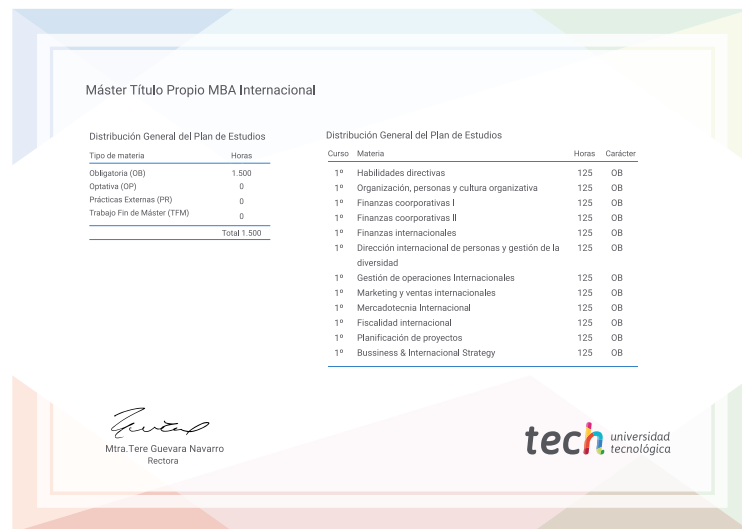 Máster Título Propio MBA Internacional
Distribución General del Plan de Estudios
Tipo de materia Horas
Obligatoria (OB) 1.500
Optativa (OP) 0
Prácticas Externas (PR) 0
Trabajo Fin de Máster (TFM) 0
Total 1.500
Distribución General del Plan de Estudios
Curso Materia Horas Carácter
1º Habilidades directivas 125 OB
1º Organización, personas y cultura organizativa 125 OB
1º Finanzas coorporativas I 125 OB
1º Finanzas coorporativas II 125 OB
1º Finanzas internacionales 125 OB
1º Dirección internacional de personas y gestión de la 125 OB
diversidad
1º Gestión de operaciones Internacionales 125 OB
1º Marketing y ventas internacionales 125 OB
1º Mercadotecnia Internacional 125 OB
1º Fiscalidad internacional 125 OB
1º Planificación de proyectos 125 OB
1º Bussiness & Internacional Strategy 125 OB
Mtra.Tere Guevara Navarro
Rectora
tech universidad
tecnológica